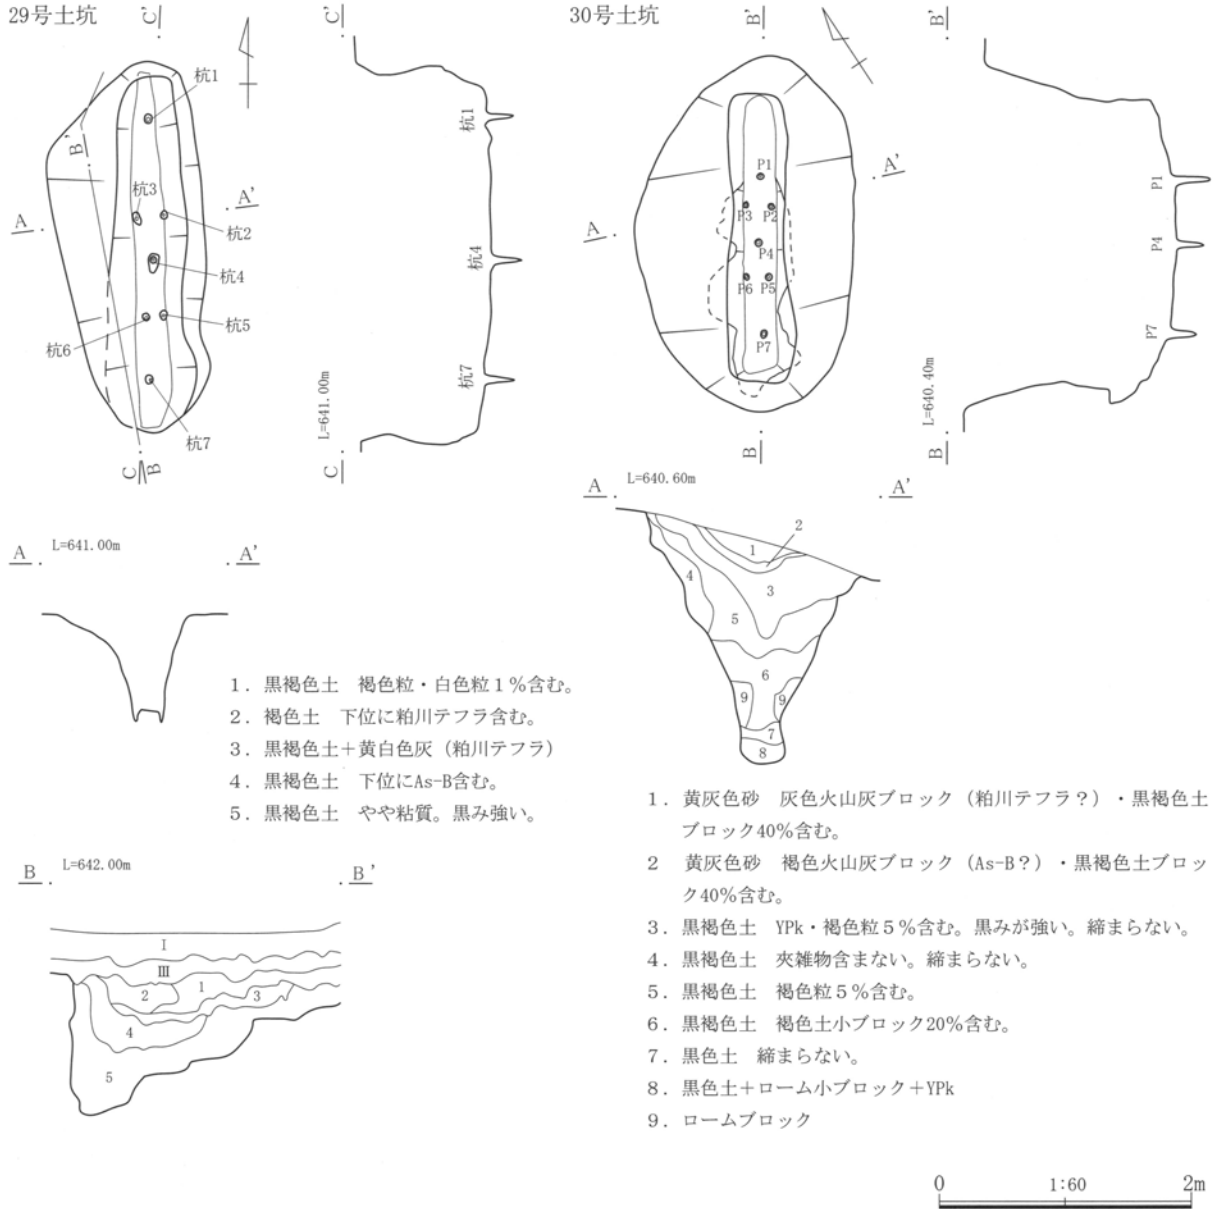 29号土坑
C'
C'
杭1
B'
杭3
A
A'
杭2
杭4
杭5
杭6
杭7
C
B
杭1
杭4
杭7
L=641.00m
C
30号土坑
B'
B'
P1
A
A'
P3
P2
P4
P6
P5
P7
B
P1
P4
P7
L=640.40m
B
A
L=641.00m
A'
A
L=640.60m
A'
2
1
4
3
5
6
9
9
7
8
1．黒褐色土　褐色粒・白色粒１％含む。
2．褐色土　下位に粕川テフラ含む。
3．黒褐色土＋黄白色灰（粕川テフラ）
4．黒褐色土　下位にAs-B含む。
5．黒褐色土　やや粘質。黒み強い。
B
L=642.00m
B'
I
III
2
1
3
4
5
1．黄灰色砂　灰色火山灰ブロック（粕川テフラ？）・黒褐色土
ブロック40％含む。
2　黄灰色砂　褐色火山灰ブロック（As-B？）・黒褐色土ブロッ
ク40％含む。
3．黒褐色土　YPk・褐色粒５％含む。黒みが強い。締まらない。
4．黒褐色土　夾雑物含まない。締まらない。
5．黒褐色土　褐色粒５％含む。
6．黒褐色土　褐色土小ブロック20％含む。
7．黒色土　締まらない。
8．黒色土＋ローム小ブロック＋YPk
9．ロームブロック
0
1:60
2m